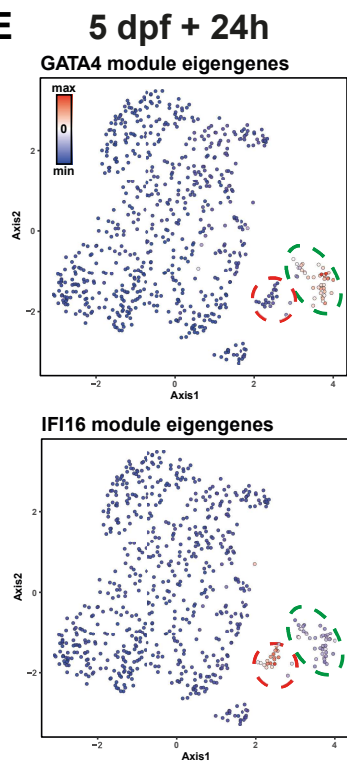 E
5 dpf + 24h
GATA4 module eigengenes
max
0
min
2
0
−2
Axis2
−2 0 2 4
Axis1
IFI16 module eigengenes
2
0
−2
Axis2
−2 0 2 4
Axis1